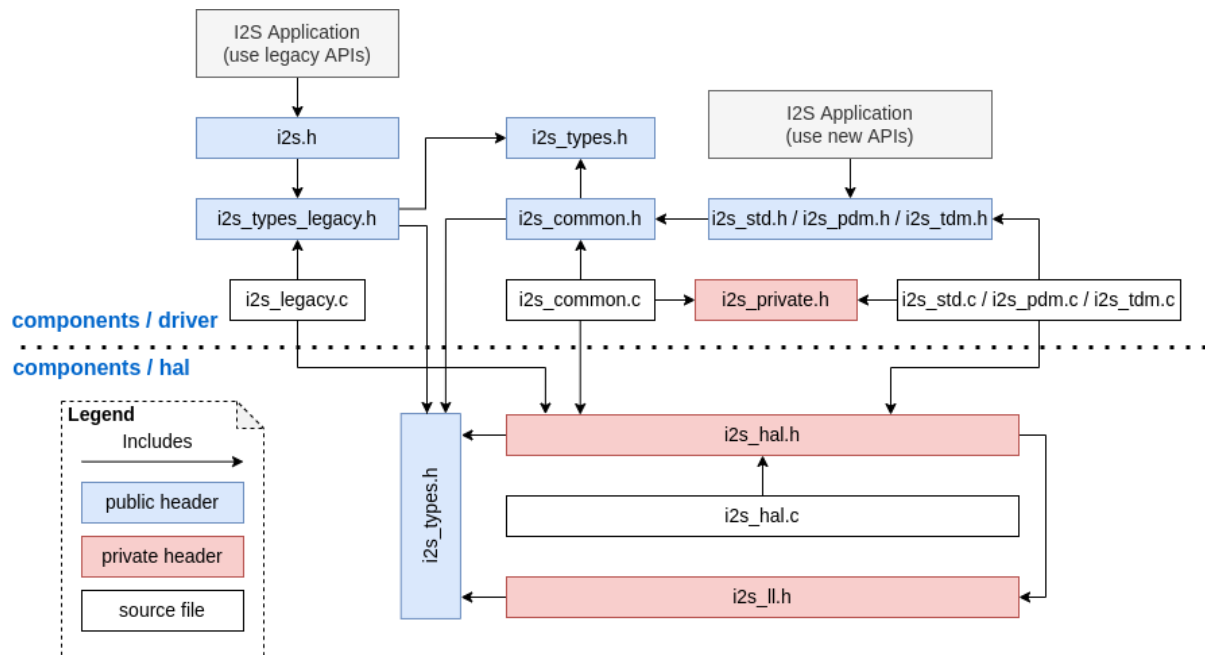 I2S Application
(use legacy APIs)
I2S Application
(use new APIs)
i2s.h
i2s_types.h
i2s_types_legacy.h
i2s_common.h
i2s_std.h / i2s_pdm.h / i2s_tdm.h
i2s_legacy.c
i2s_common.c
i2s_private.h
i2s_std.c / i2s_pdm.c / i2s_tdm.c
components / driver
components / hal
Legend
Includes
public header
private header
source file
i2s_types.h
i2s_hal.h
i2s_hal.c
i2s_ll.h